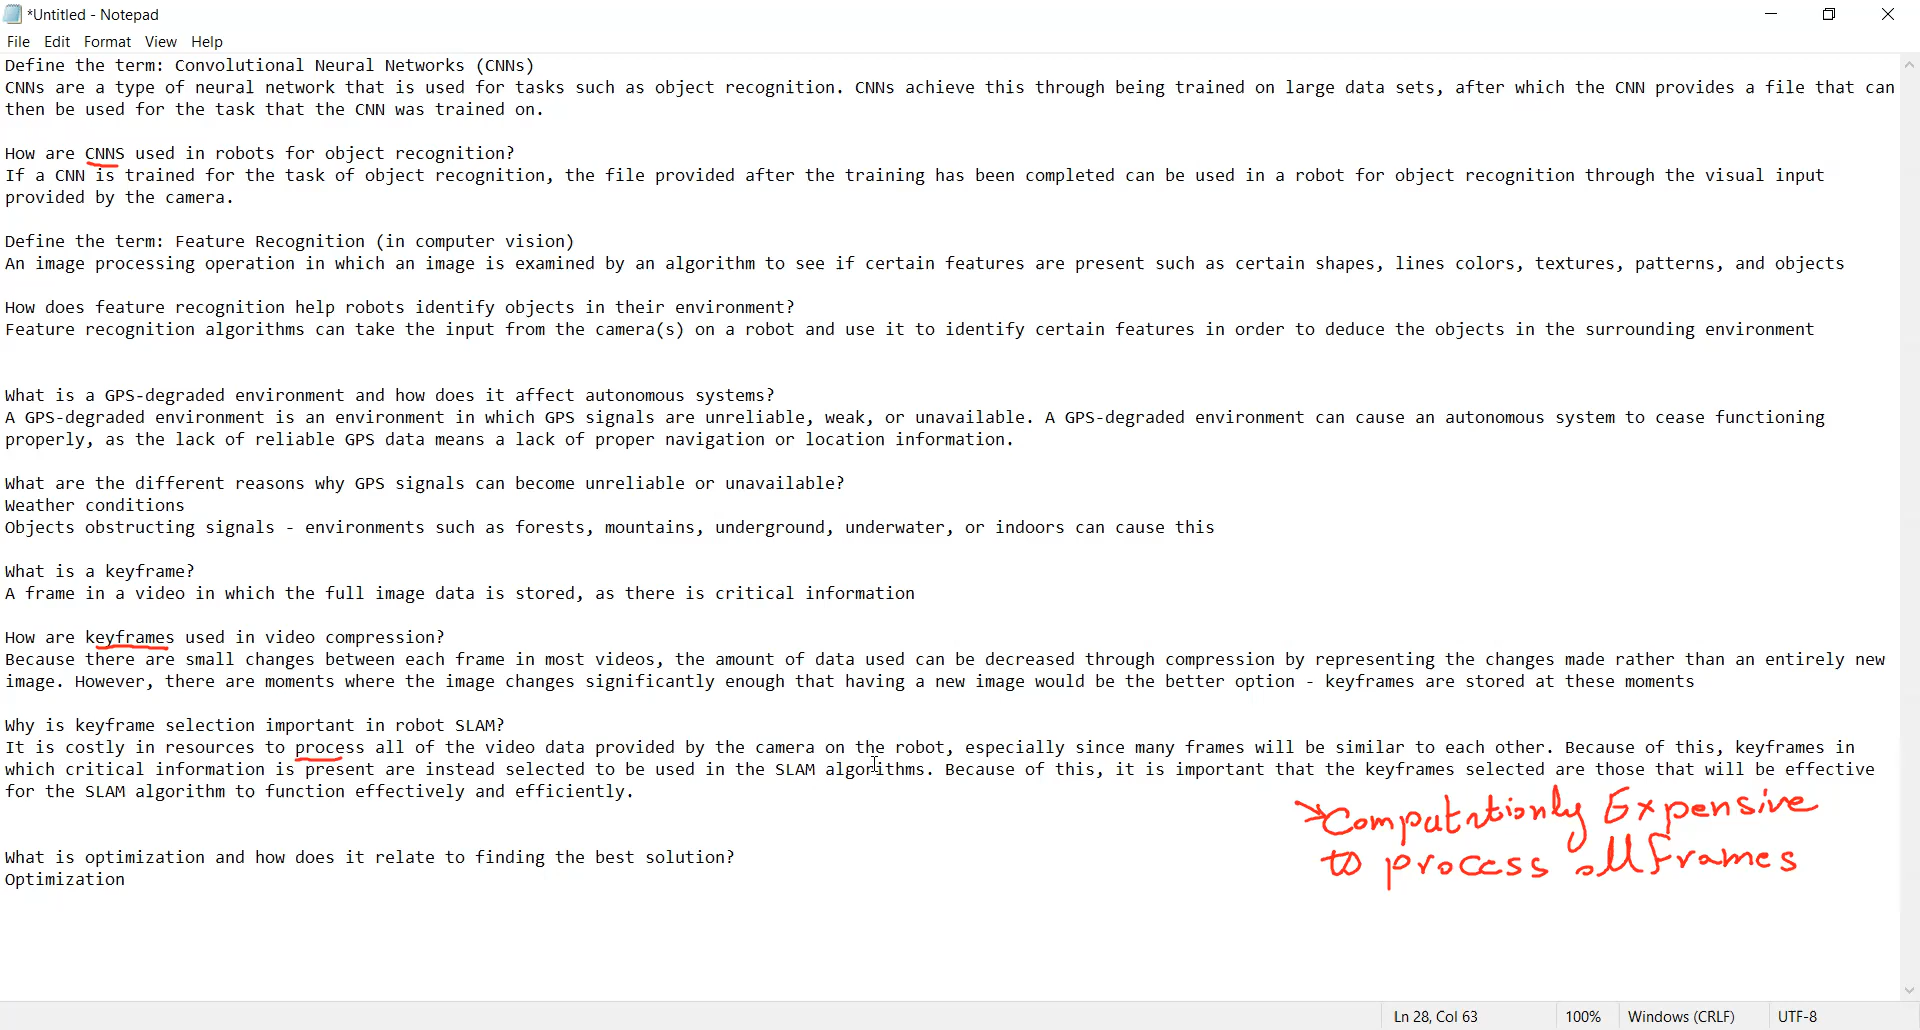 *Untitled - Notepad
File Edit Format View Help
Define the term: Convolutional Neural Networks (CNNs)
CNNs are a type of neural network that is used for tasks such as object recognition. CNNs achieve this through being trained on large data sets, after which the CNN provides a file that can
then be used for the task that the CNN was trained on.
How are CNNS used in robots for object recognition?
If a CNN is trained for the task of object recognition, the file provided after the training has been completed can be used in a robot for object recognition through the visual input
provided by the camera.
Define the term: Feature Recognition (in computer vision)
An image processing operation in which an image is examined by an algorithm to see if certain features are present such as certain shapes, lines colors, textures, patterns, and objects
How does feature recognition help robots identify objects in their environment?
Feature recognition algorithms can take the input from the camera(s) on a robot and use it to identify certain features in order to deduce the objects in the surrounding environment
What is a GPS-degraded environment and how does it affect autonomous systems?
A GPS-degraded environment is an environment in which GPS signals are unreliable, weak, or unavailable. A GPS-degraded environment can cause an autonomous system to cease functioning
properly, as the lack of reliable GPS data means a lack of proper navigation or location information.
What are the different reasons why GPS signals can become unreliable or unavailable?
Weather conditions
Objects obstructing signals - environments such as forests, mountains, underground, underwater, or indoors can cause this
What is a keyframe?
A frame in a video in which the full image data is stored, as there is critical information
How are keyframes used in video compression?
Because there are small changes between each frame in most videos, the amount of data used can be decreased through compression by representing the changes made rather than an entirely new
image. However, there are moments where the image changes significantly enough that having a new image would be the better option - keyframes are stored at these moments
Why is keyframe selection important in robot SLAM?
It is costly in resources to process all of the video data provided by the camera on the robot, especially since many frames will be similar to each other. Because of this, keyframes in
which critical information is present are instead selected to be used in the SLAM algorithms. Because of this, it is important that the keyframes selected are those that will be effective
for the SLAM algorithm to function effectively and efficiently.
Computationly Expensive
to process all Frames
What is optimization and how does it relate to finding the best solution?
Optimization
Ln 28, Col 63 100% Windows (CRLF) UTF-8